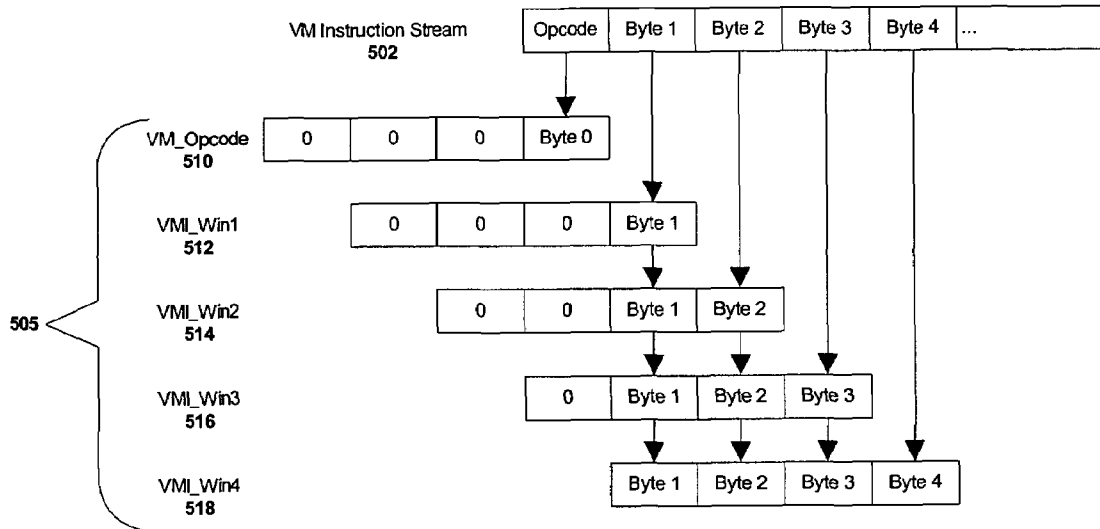 VM Instruction Stream
502
Opcode Byte 1 Byte 2 Byte 3 Byte 4 ...
VM_Opcode
510
0 0 0 Byte 0
VMI_Win1
512
0 0 0 Byte 1
VMI_Win2
514
0 0 Byte 1 Byte 2
505
VMI_Win3
516
0 Byte 1 Byte 2 Byte 3
VMI_Win4
518
Byte 1 Byte 2 Byte 3 Byte 4